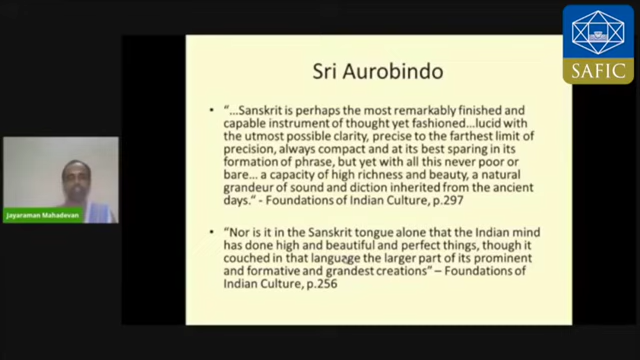 SAFIC
Sri Aurobindo
• "...Sanskrit is perhaps the most remarkably finished and
capable instrument of thought yet fashioned...lucid with
the utmost possible clarity, precise to the farthest limit of
precision, always compact and at its best sparing in its
formation of phrase, but yet with all this never poor or
bare... a capacity of high richness and beauty, a natural
grandeur of sound and diction inherited from the ancient
days." - Foundations of Indian Culture, p.297
• "Nor is it in the Sanskrit tongue alone that the Indian mind
has done high and beautiful and perfect things, though it
couched in that language the larger part of its prominent
and formative and grandest creations" – Foundations of
Indian Culture, p.256
Jayaraman Mahadevan